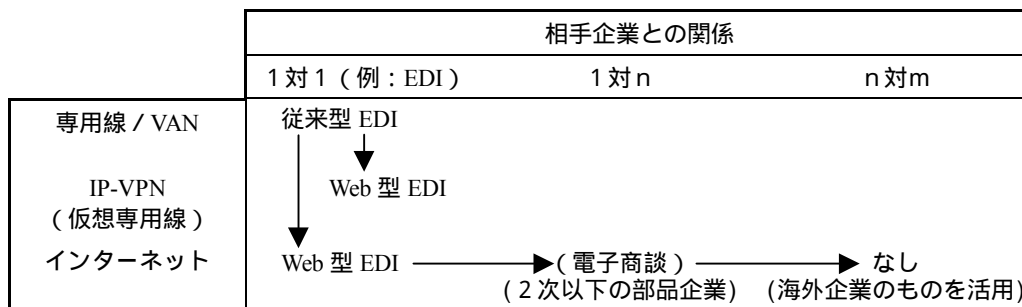 相手企業との関係
1対1(例:EDI) 1対n n対m
専用線/VAN 従来型 EDI
IP-VPN Web 型 EDI
(仮想専用線)
インターネット Web 型 EDI (電子商談) なし
(2次以下の部品企業) (海外企業のものを活用)